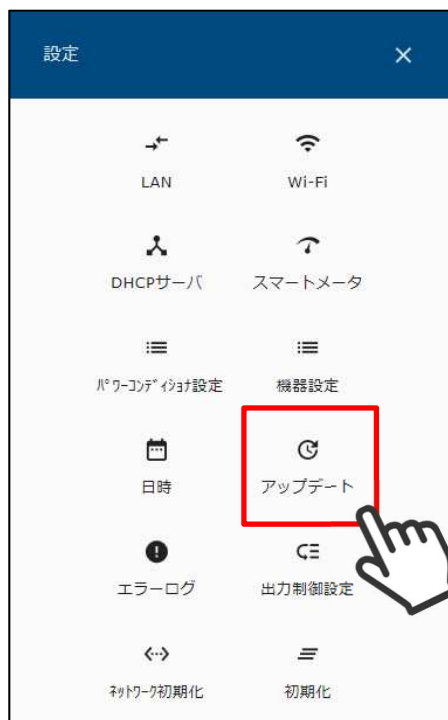 設定
LAN
Wi-Fi
DHCPサーバ
スマートメータ
ﾊﾟﾜｰｺﾝﾃﾞｨｼｮﾅ設定
機器設定
日時
アップデート
エラーログ
出力制御設定
ﾈｯﾄﾜｰｸ初期化
初期化